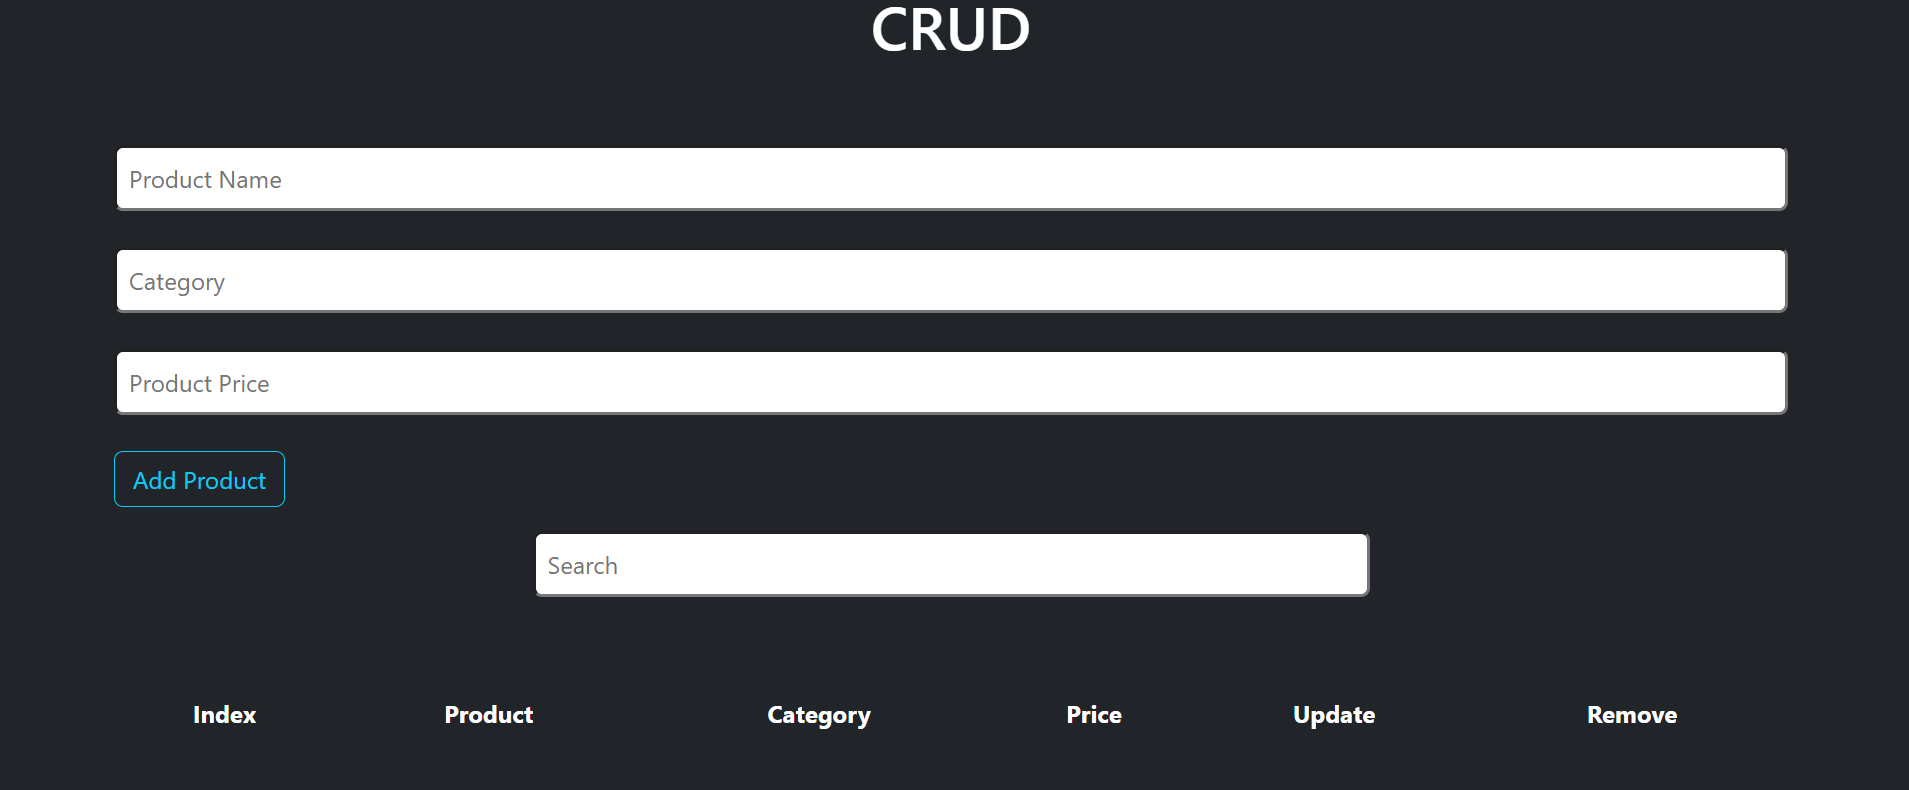 CRUD
Product Name
Category
Product Price
Add Product
Search
Index Product Category Price Update Remove